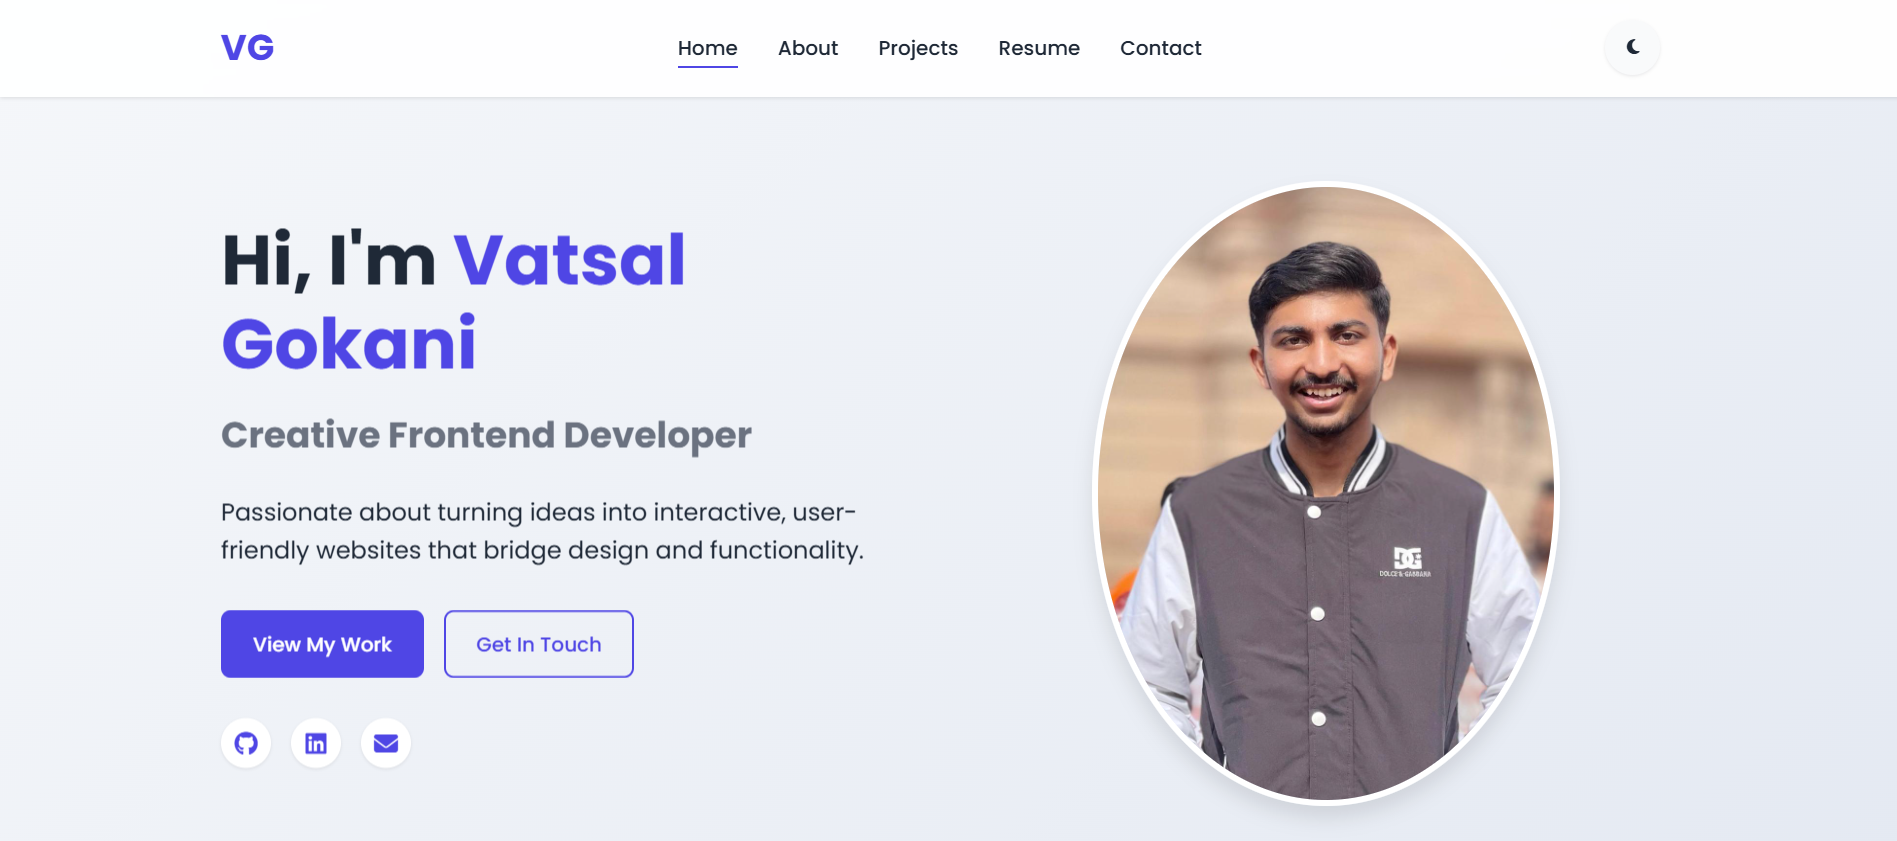 VG
Home About Projects Resume Contact
Hi, I'm Vatsal
Gokani
Creative Frontend Developer
Passionate about turning ideas into interactive, user-
friendly websites that bridge design and functionality.
View My Work Get In Touch
in
DG
DOLCE & GABBANA